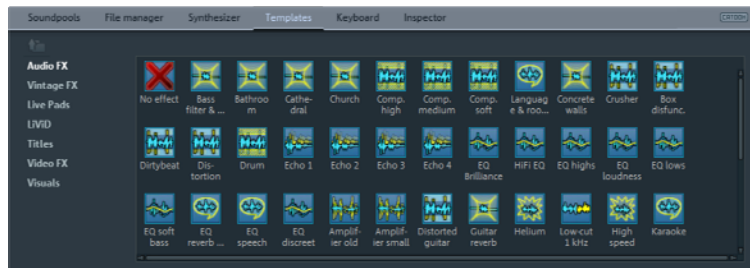 Soundpools File manager Synthesizer Templates Keyboard Inspector CARTOON
Audio FX
Vintage FX
Live Pads
LiViD
Titles
Video FX
Visuals
No effect Bass Bathroo Cathe- Church Comp. Comp. Comp. Languag Concrete Crusher Box
filter & ... m dral high medium soft e & roo... walls disfunc.
Dirtybeat Dis- Drum Echo 1 Echo 2 Echo 3 Echo 4 EQ HiFi EQ EQ highs EQ EQ lows
tortion Brilliance loudness
EQ soft EQ EQ EQ Amplif- Amplif- Distorted Guitar Helium Low-cut High Karaoke
bass reverb ... speech discreet ier old ier small guitar reverb 1 kHz speed